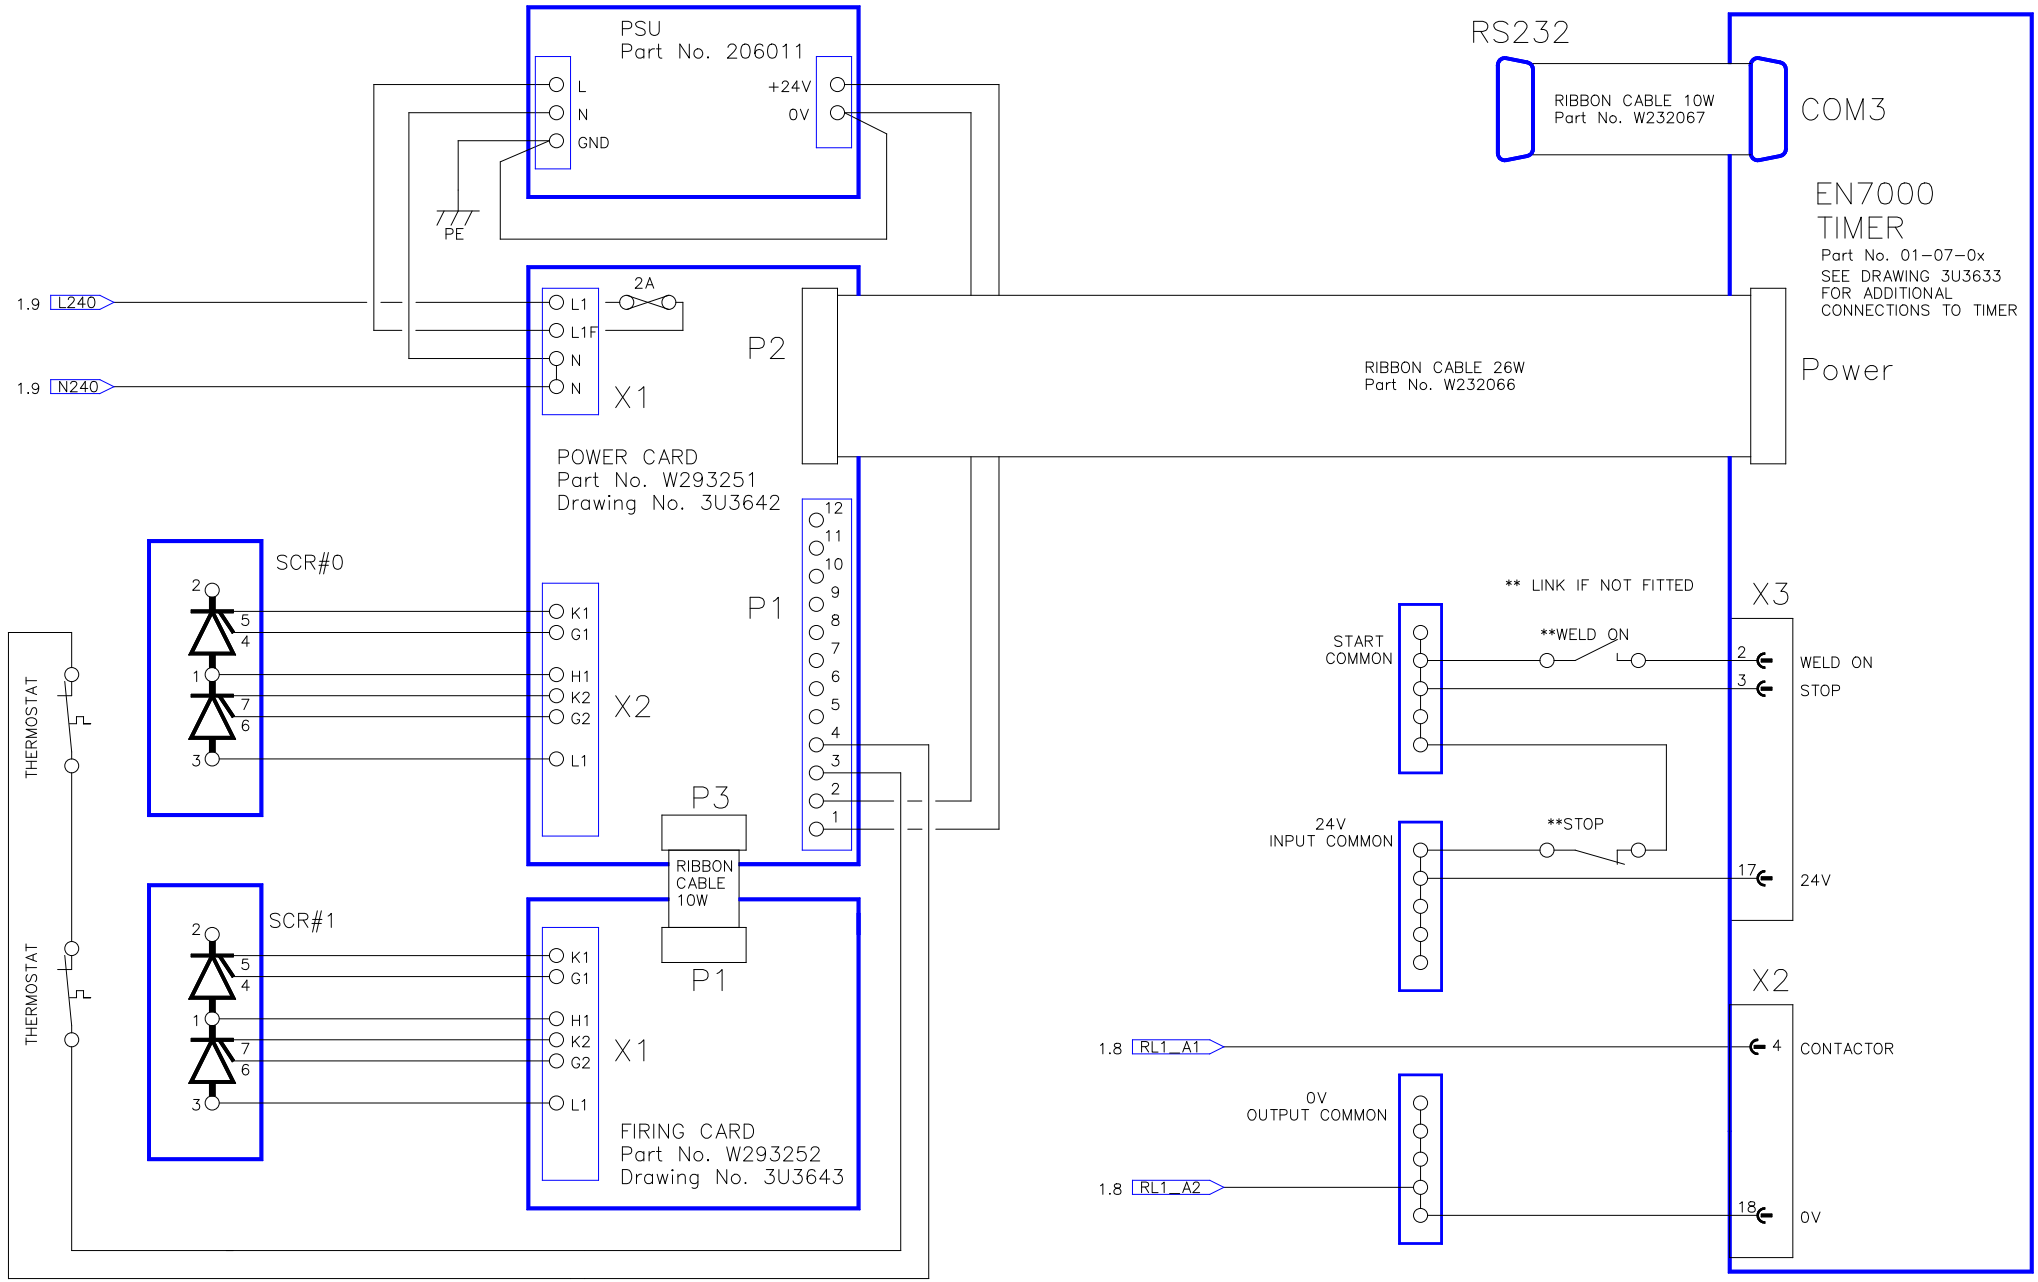 PSU
Part No. 206011
L
N
GND
+24V
0V
PE
RS232
RIBBON CABLE 10W
Part No. W232067
COM3
EN7000
TIMER
Part No. 01-07-0x
SEE DRAWING 3U3633
FOR ADDITIONAL
CONNECTIONS TO TIMER
1.9 L240
1.9 N240
L1
L1F
N
N
2A
X1
P2
RIBBON CABLE 26W
Part No. W232066
Power
POWER CARD
Part No. W293251
Drawing No. 3U3642
12
11
10
9
8
7
6
5
4
3
2
1
P1
SCR#0
2
5
4
1
7
6
3
K1
G1
H1
K2
G2
L1
X2
THERMOSTAT
THERMOSTAT
P3
RIBBON
CABLE
10W
P1
SCR#1
2
5
4
1
7
6
3
K1
G1
H1
K2
G2
L1
X1
FIRING CARD
Part No. W293252
Drawing No. 3U3643
** LINK IF NOT FITTED
X3
START
COMMON
**WELD ON
2
WELD ON
3
STOP
24V
INPUT COMMON
**STOP
17
24V
X2
1.8 RL1_A1
4
CONTACTOR
0V
OUTPUT COMMON
1.8 RL1_A2
18
0V